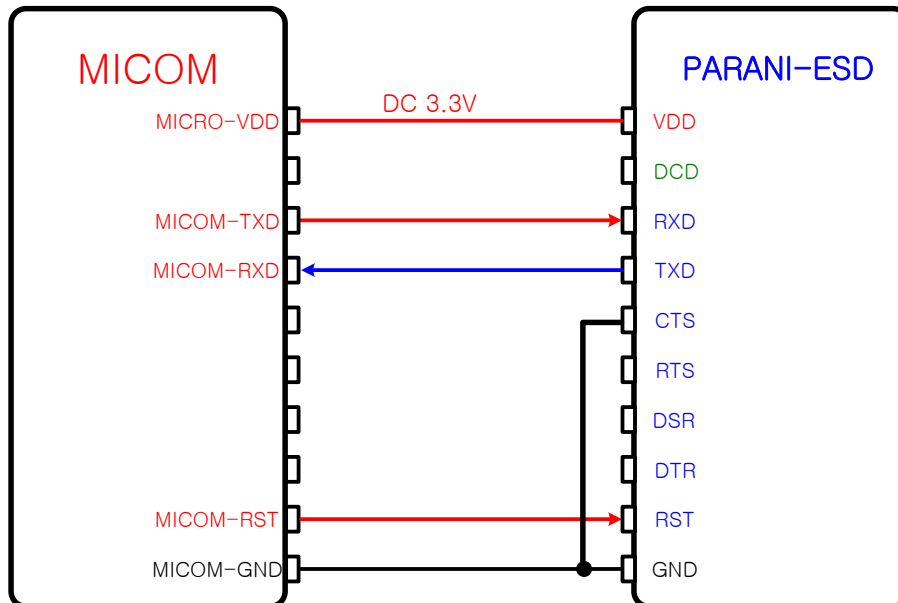 MICOM
PARANI-ESD
DC 3.3V
MICRO-VDD
VDD
DCD
MICOM-TXD
RXD
MICOM-RXD
TXD
CTS
RTS
DSR
DTR
MICOM-RST
RST
MICOM-GND
GND